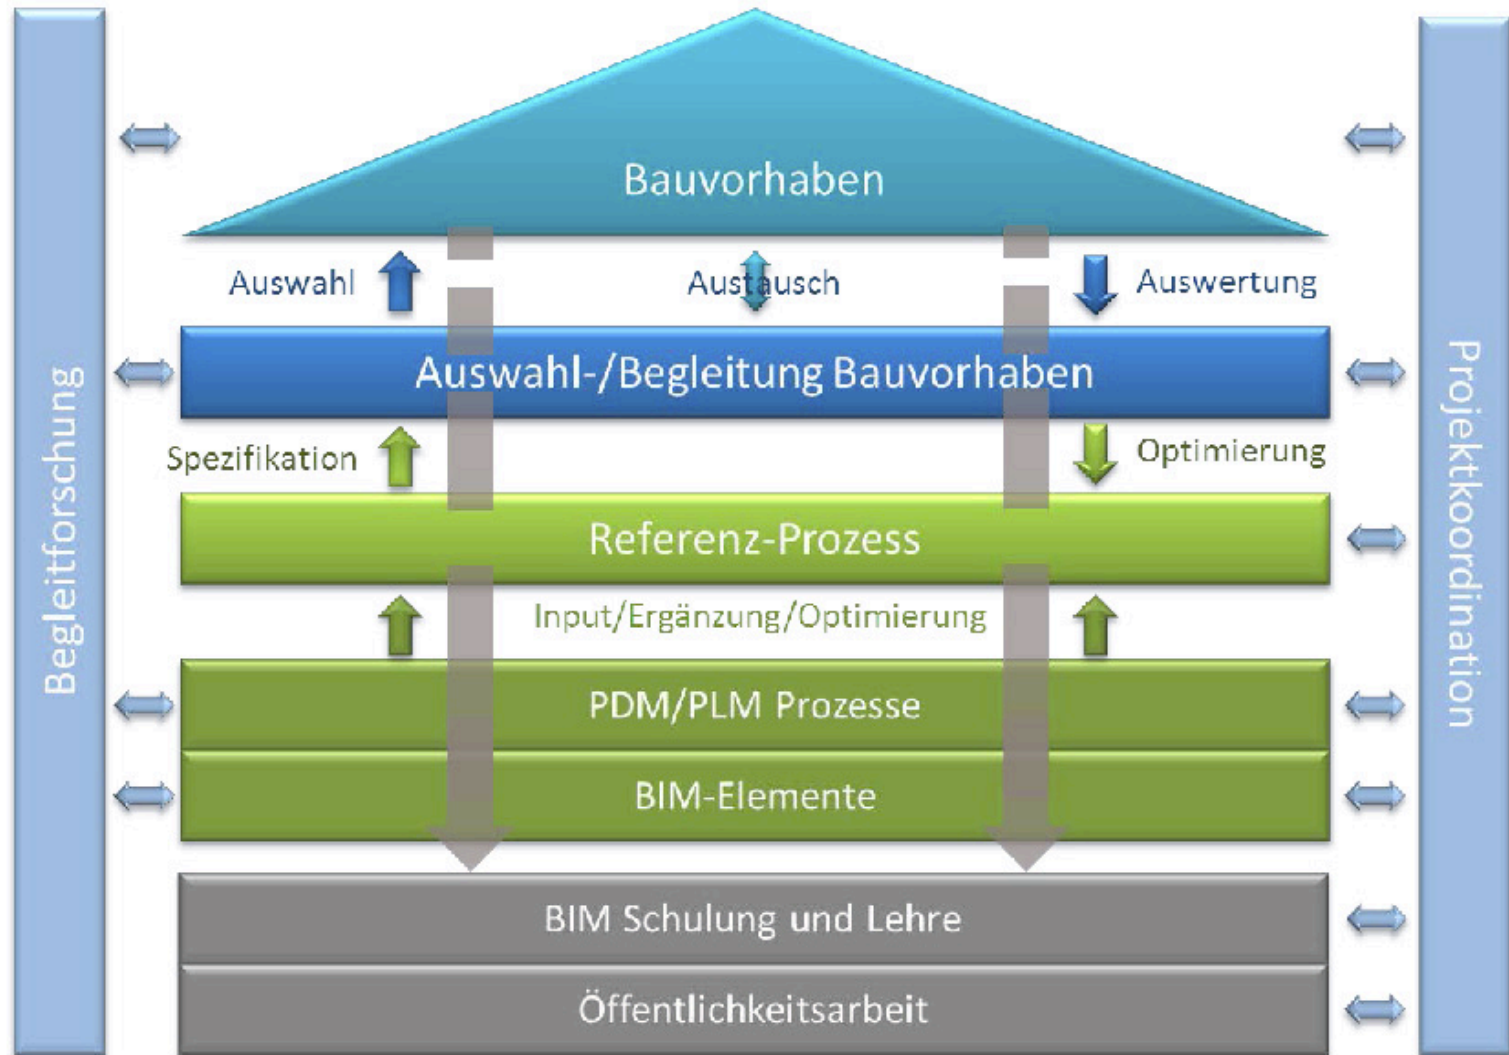 Bauvorhaben
Auswahl
Austausch
Auswertung
Auswahl-/Begleitung Bauvorhaben
Spezifikation
Optimierung
Referenz-Prozess
Input/Ergänzung/Optimierung
PDM/PLM Prozesse
BIM-Elemente
BIM Schulung und Lehre
Öffentlichkeitsarbeit
Begleitforschung
Projektkoordination